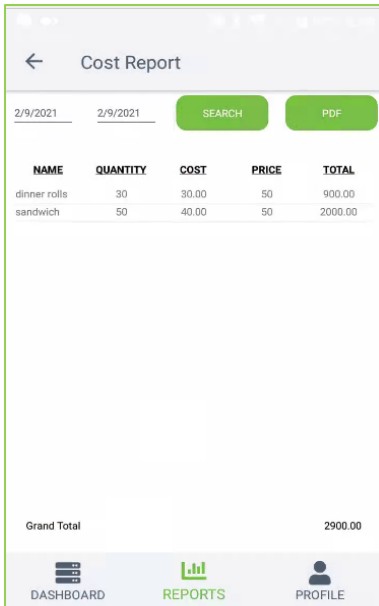 Cost Report
2/9/2021 2/9/2021 SEARCH PDF
NAME QUANTITY COST PRICE TOTAL
dinner rolls 30 30.00 50 900.00
sandwich 50 40.00 50 2000.00
Grand Total 2900.00
DASHBOARD REPORTS PROFILE